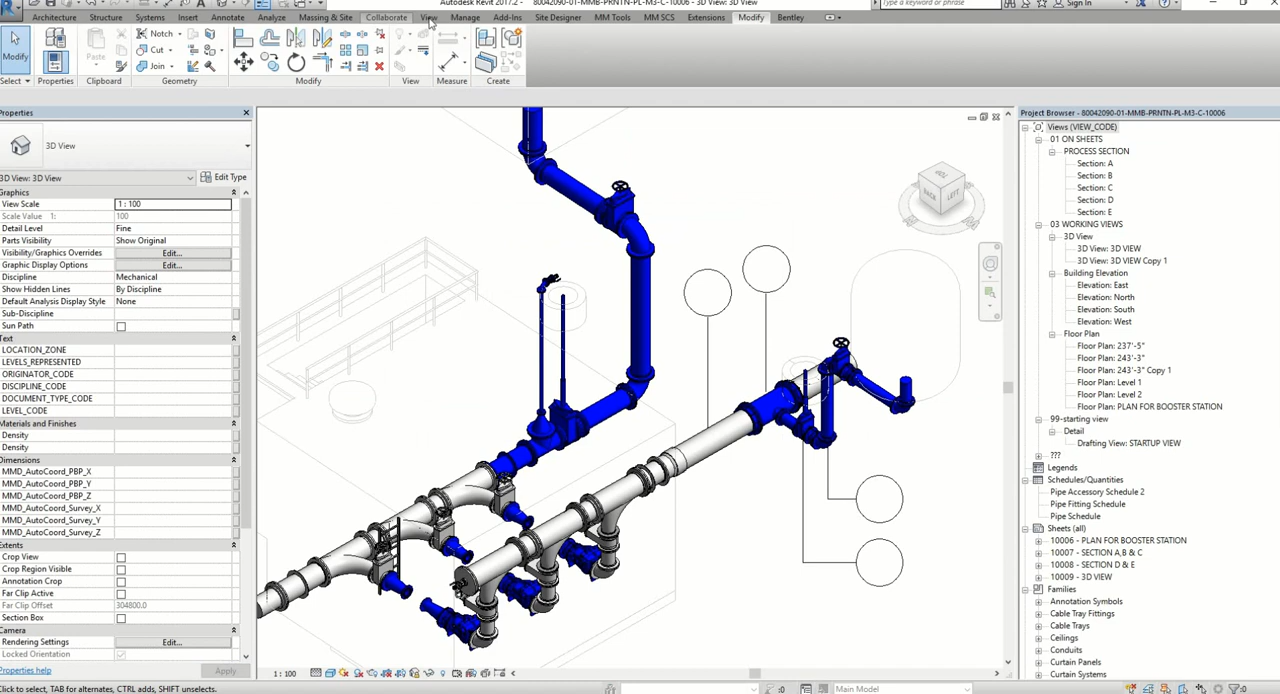 Autodesk Revit 2017.2 - 80042090-01-MMB-PRNTN-PL-M3-C-10006 - 3D View: 3D VIEW
Type a keyword or phrase
Sign In
Architecture Structure Systems Insert Annotate Analyze Massing & Site Collaborate View Manage Add-Ins Site Designer MM Tools MM SCS Extensions Modify Bentley
Modify
Paste
Notch
Cut
Join
Select Properties Clipboard Geometry Modify View Measure Create
Properties
3D View
3D View: 3D VIEW
Edit Type
Graphics
View Scale 1 : 100
Scale Value 1: 100
Detail Level Fine
Parts Visibility Show Original
Visibility/Graphics Overrides Edit...
Graphic Display Options Edit...
Discipline Mechanical
Show Hidden Lines By Discipline
Default Analysis Display Style None
Sub-Discipline
Sun Path
Text
LOCATION_ZONE
LEVELS_REPRESENTED
ORIGINATOR_CODE
DISCIPLINE_CODE
DOCUMENT_TYPE_CODE
LEVEL_CODE
Materials and Finishes
Density
Density
Dimensions
MMD_AutoCoord_PBP_X
MMD_AutoCoord_PBP_Y
MMD_AutoCoord_PBP_Z
MMD_AutoCoord_Survey_X
MMD_AutoCoord_Survey_Y
MMD_AutoCoord_Survey_Z
Extents
Crop View
Crop Region Visible
Annotation Crop
Far Clip Active
Far Clip Offset 304800.0
Section Box
Camera
Rendering Settings Edit...
Locked Orientation
Properties help
Apply
TOP
BACK
LEFT
1 : 100
Project Browser - 80042090-01-MMB-PRNTN-PL-M3-C-10006
Views (VIEW_CODE)
01 ON SHEETS
PROCESS SECTION
Section: A
Section: B
Section: C
Section: D
Section: E
03 WORKING VIEWS
3D View
3D View: 3D VIEW
3D View: 3D VIEW Copy 1
Building Elevation
Elevation: East
Elevation: North
Elevation: South
Elevation: West
Floor Plan
Floor Plan: 237'-5"
Floor Plan: 243'-3"
Floor Plan: 243'-3" Copy 1
Floor Plan: Level 1
Floor Plan: Level 2
Floor Plan: PLAN FOR BOOSTER STATION
99-starting view
Detail
Drafting View: STARTUP VIEW
???
Legends
Schedules/Quantities
Pipe Accessory Schedule 2
Pipe Fitting Schedule
Pipe Schedule
Sheets (all)
10006 - PLAN FOR BOOSTER STATION
10007 - SECTION A,B & C
10008 - SECTION D & E
10009 - 3D VIEW
Families
Annotation Symbols
Cable Tray Fittings
Cable Trays
Ceilings
Conduits
Curtain Panels
Curtain Systems
Click to select, TAB for alternates, CTRL adds, SHIFT unselects.
:0
Main Model
:0